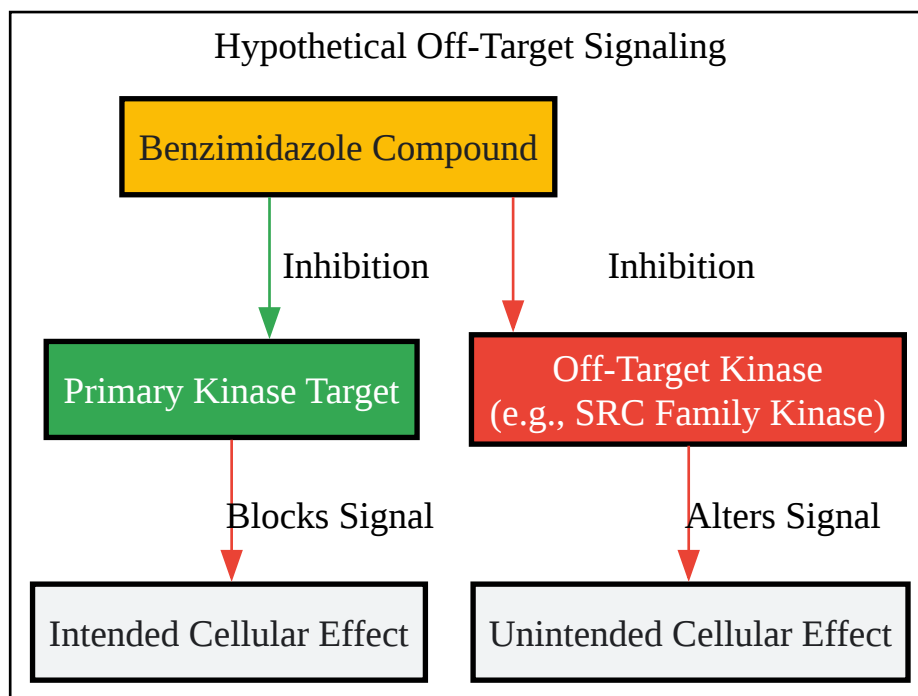 Hypothetical Off-Target Signaling
Benzimidazole Compound
Inhibition
Inhibition
Primary Kinase Target
Off-Target Kinase
(e.g., SRC Family Kinase)
Blocks Signal
Alters Signal
Intended Cellular Effect
Unintended Cellular Effect